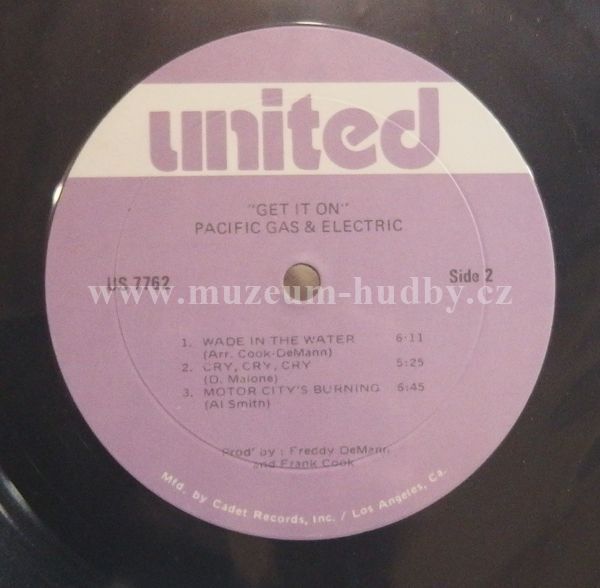 united
"GET IT ON"
PACIFIC GAS & ELECTRIC
US 7762 Side 2
www.muzeum-hudby.cz
1. WADE IN THE WATER 6:11
(Arr. Cook-DeMann)
2. CRY, CRY, CRY 5:25
(D. Malone)
3. MOTOR CITY'S BURNING 6:45
(Al Smith)
Prod' by : Freddy DeMann
and Frank Cook
Mfd. by Cadet Records, Inc. / Los Angeles, Ca.